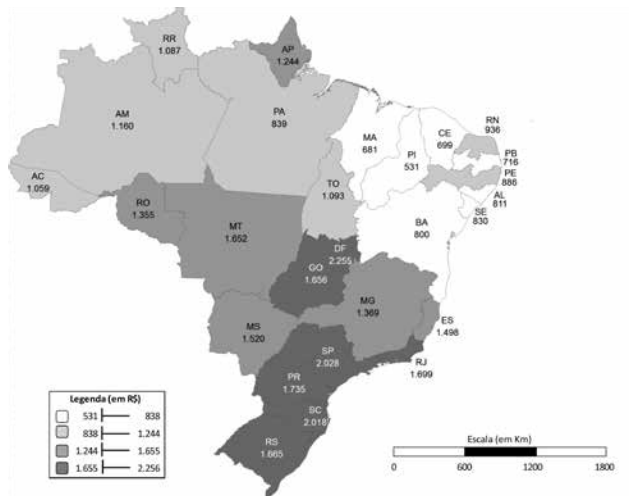 RR
1.087
AP
1.244
AM
1.160
PA
839
MA
681
CE
699
RN
936
PI
531
PB
716
PE
886
AL
811
SE
830
AC
1.059
RO
1.355
TO
1.093
MT
1.652
BA
800
DF
2.255
GO
1.656
MG
1.369
ES
1.498
MS
1.520
SP
2.028
RJ
1.699
PR
1.735
SC
2.018
RS
1.665
Legenda (em R$)
531 838
838 1.244
1.244 1.655
1.655 2.256
Escala (em Km)
0 600 1200 1800